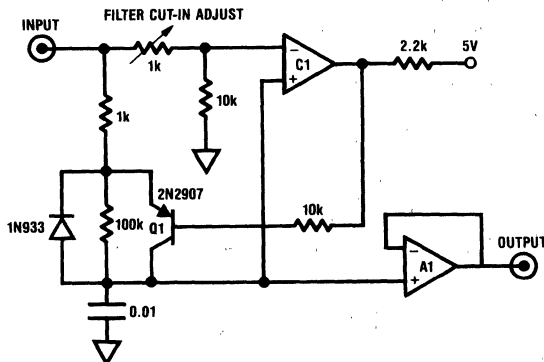 FILTER CUT-IN ADJUST
INPUT
1k
C1
2.2k
5V
10k
1k
2N2907
1N933
100k
Q1
10k
OUTPUT
A1
0.01